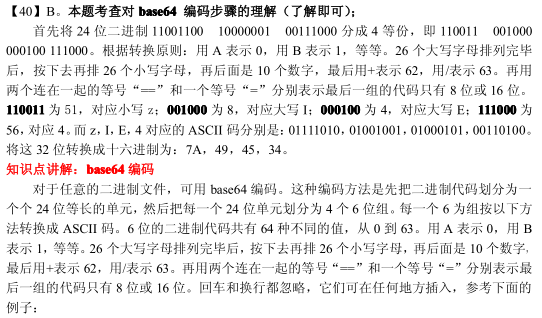 【40】B。本题考查对 base64 编码步骤的理解（了解即可）；
首先将 24 位二进制 11001100 10000001 00111000 分成 4 等份，即 110011 001000
000100 111000。根据转换原则：用 A 表示 0，用 B 表示 1，等等。26 个大写字母排列完毕
后，按下去再排 26 个小写字母，再后面是 10 个数字，最后用+表示 62，用/表示 63。再用
两个连在一起的等号“==”和一个等号“=”分别表示最后一组的代码只有 8 位或 16 位。
110011 为 51，对应小写 z；001000 为 8，对应大写 I；000100 为 4，对应大写 E；111000 为
56，对应 4。而 z，I，E，4 对应的 ASCII 码分别是：01111010，01001001，01000101，00110100。
将这 32 位转换成十六进制为：7A，49，45，34。
知识点讲解：base64 编码
对于任意的二进制文件，可用 base64 编码。这种编码方法是先把二进制代码划分为一
个个 24 位等长的单元，然后把每一个 24 位单元划分为 4 个 6 位组。每一个 6 为组按以下方
法转换成 ASCII 码。6 位的二进制代码共有 64 种不同的值，从 0 到 63。用 A 表示 0，用 B
表示 1，等等。26 个大写字母排列完毕后，按下去再排 26 个小写字母，再后面是 10 个数字，
最后用+表示 62，用/表示 63。再用两个连在一起的等号“==”和一个等号“=”分别表示最
后一组的代码只有 8 位或 16 位。回车和换行都忽略，它们可在任何地方插入，参考下面的
例子：